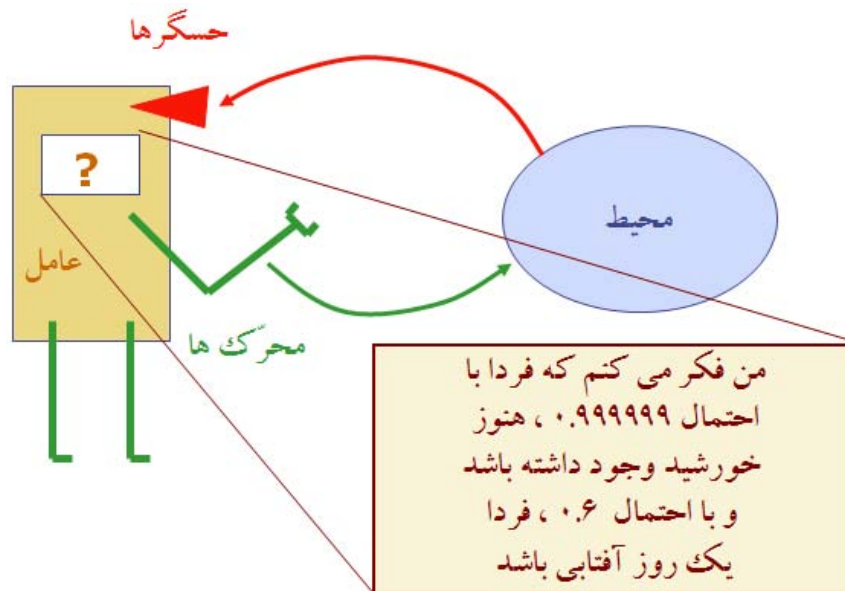 حسگرها
?
محیط
عامل
محرّک ها
من فکر می کنم که فردا با
احتمال ۰.۹۹۹۹۹۹ ، هنوز
خورشید وجود داشته باشد
و با احتمال ۰.۶ ، فردا
یک روز آفتابی باشد